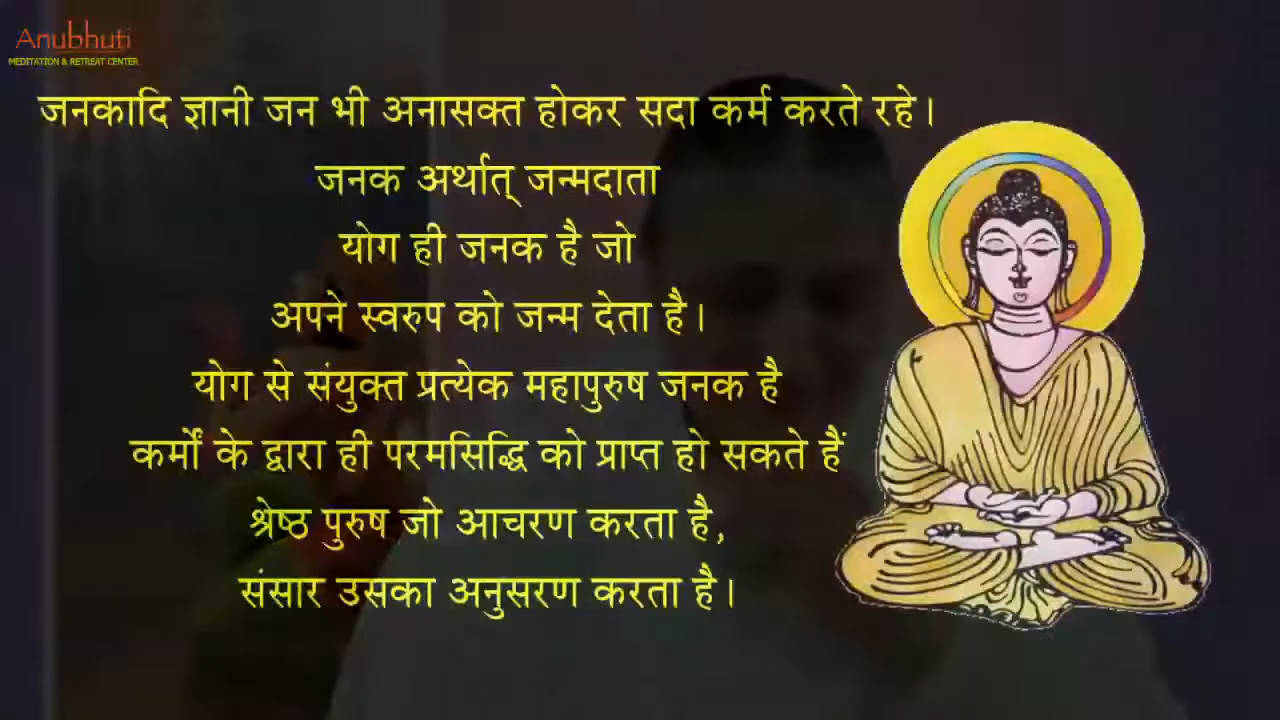 Anubhuti
MEDITATION & RETREAT CENTER
जनकादि ज्ञानी जन भी अनासक्त होकर सदा कर्म करते रहे।
जनक अर्थात् जन्मदाता
योग ही जनक है जो
अपने स्वरुप को जन्म देता है।
योग से संयुक्त प्रत्येक महापुरुष जनक है
कर्मों के द्वारा ही परमसिद्धि को प्राप्त हो सकते हैं
श्रेष्ठ पुरुष जो आचरण करता है,
संसार उसका अनुसरण करता है।